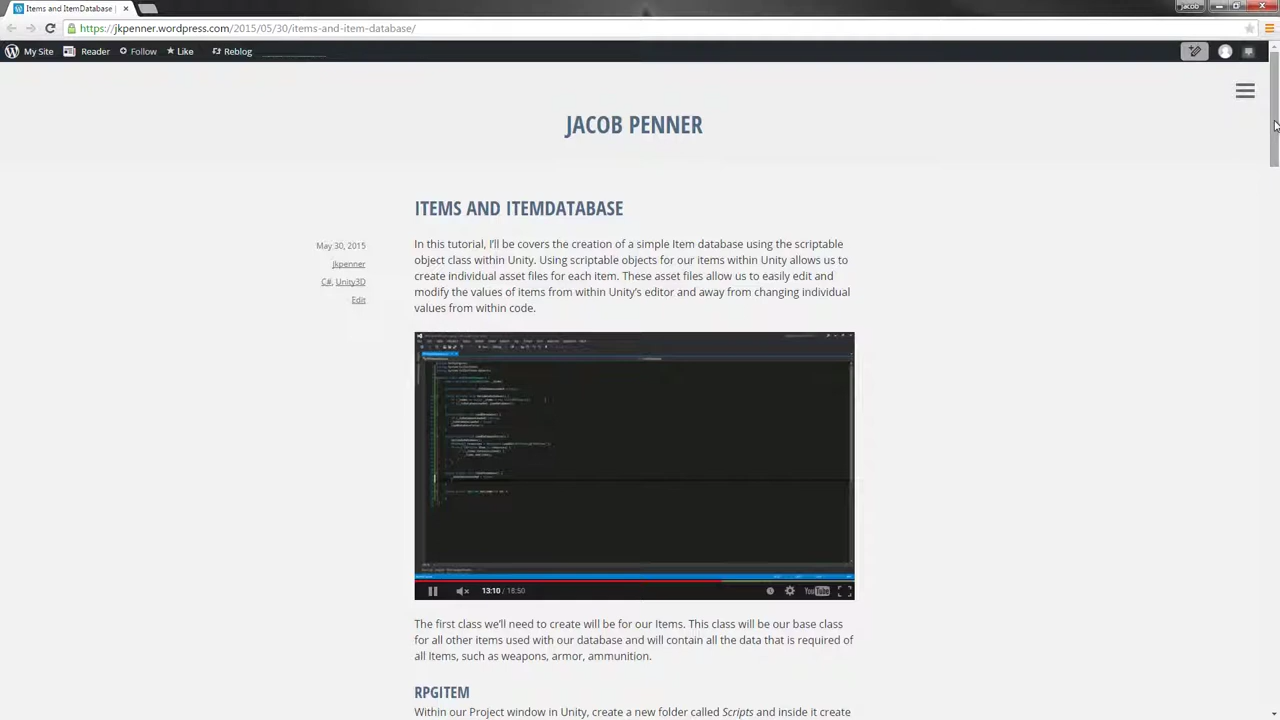 Items and ItemDatabase |
jacob
https://jkpenner.wordpress.com/2015/05/30/items-and-item-database/
My Site Reader Follow Like Reblog
JACOB PENNER
ITEMS AND ITEMDATABASE
May 30, 2015
jkpenner
C#, Unity3D
Edit
In this tutorial, I'll be covers the creation of a simple Item database using the scriptable
object class within Unity. Using scriptable objects for our items within Unity allows us to
create individual asset files for each item. These asset files allow us to easily edit and
modify the values of items from within Unity's editor and away from changing individual
values from within code.
13:10 / 18:50
YouTube
The first class we'll need to create will be for our Items. This class will be our base class
for all other items used with our database and will contain all the data that is required of
all Items, such as weapons, armor, ammunition.
RPGITEM
Within our Project window in Unity, create a new folder called Scripts and inside it create